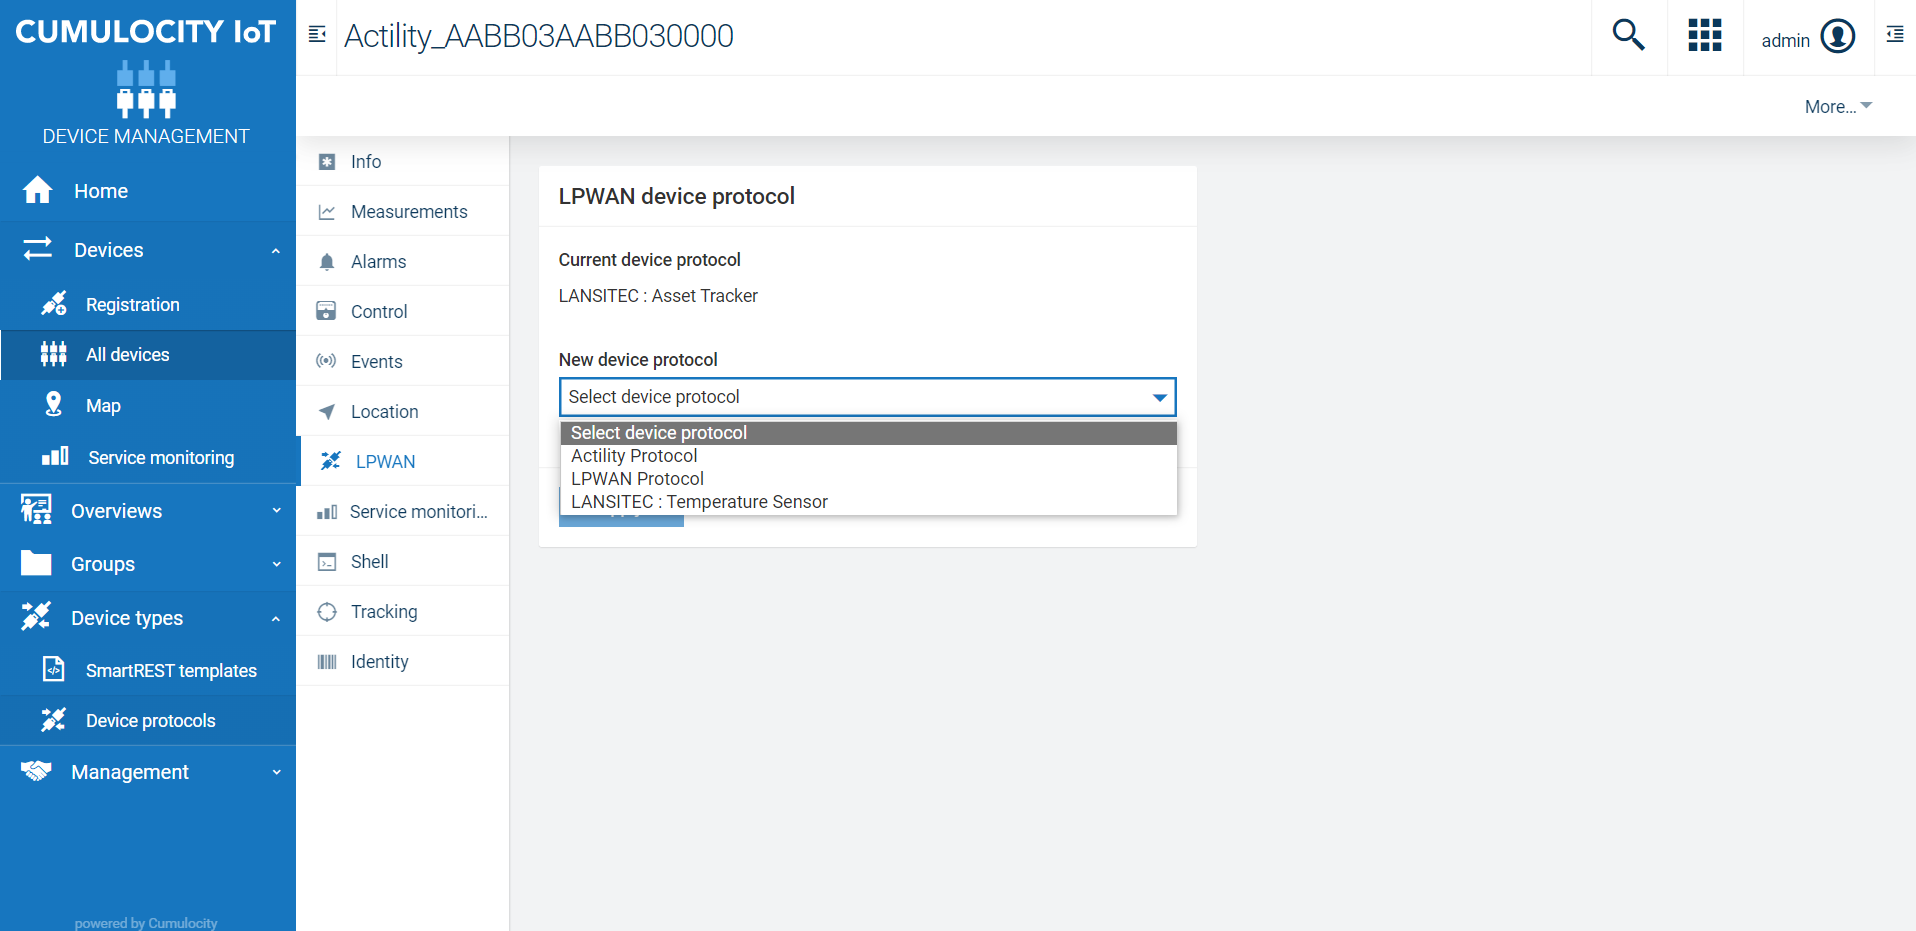 CUMULOCITY IoT
DEVICE MANAGEMENT
Home
Devices
Registration
All devices
Map
Service monitoring
Overviews
Groups
Device types
SmartREST templates
Device protocols
Management
powered by Cumulocity
Actility_AABB03AABB030000
admin
More...
Info
Measurements
Alarms
Control
Events
Location
LPWAN
Service monitori...
Shell
Tracking
Identity
LPWAN device protocol
Current device protocol
LANSITEC : Asset Tracker
New device protocol
Select device protocol
Select device protocol
Actility Protocol
LPWAN Protocol
LANSITEC : Temperature Sensor